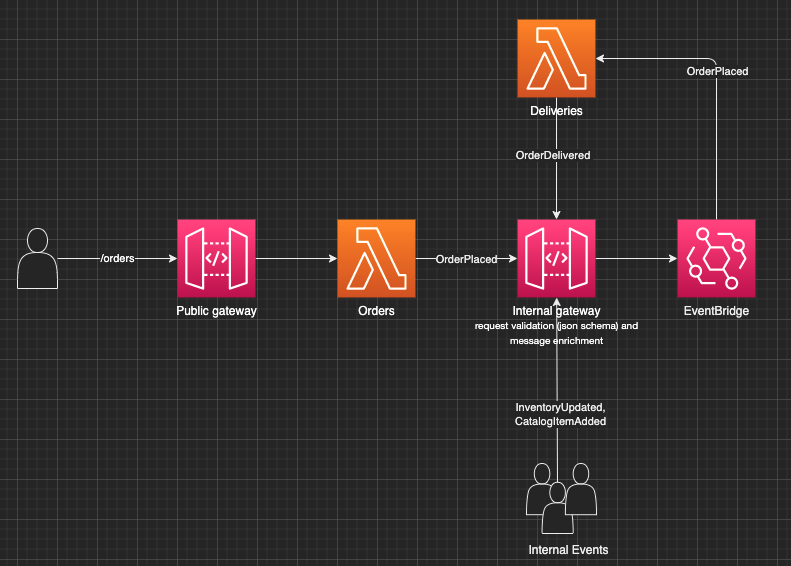 OrderPlaced
Deliveries
OrderDelivered
/orders
OrderPlaced
Public gateway
Orders
Internal gateway
EventBridge
request validation (json schema) and
message enrichment
InventoryUpdated,
CatalogItemAdded
Internal Events